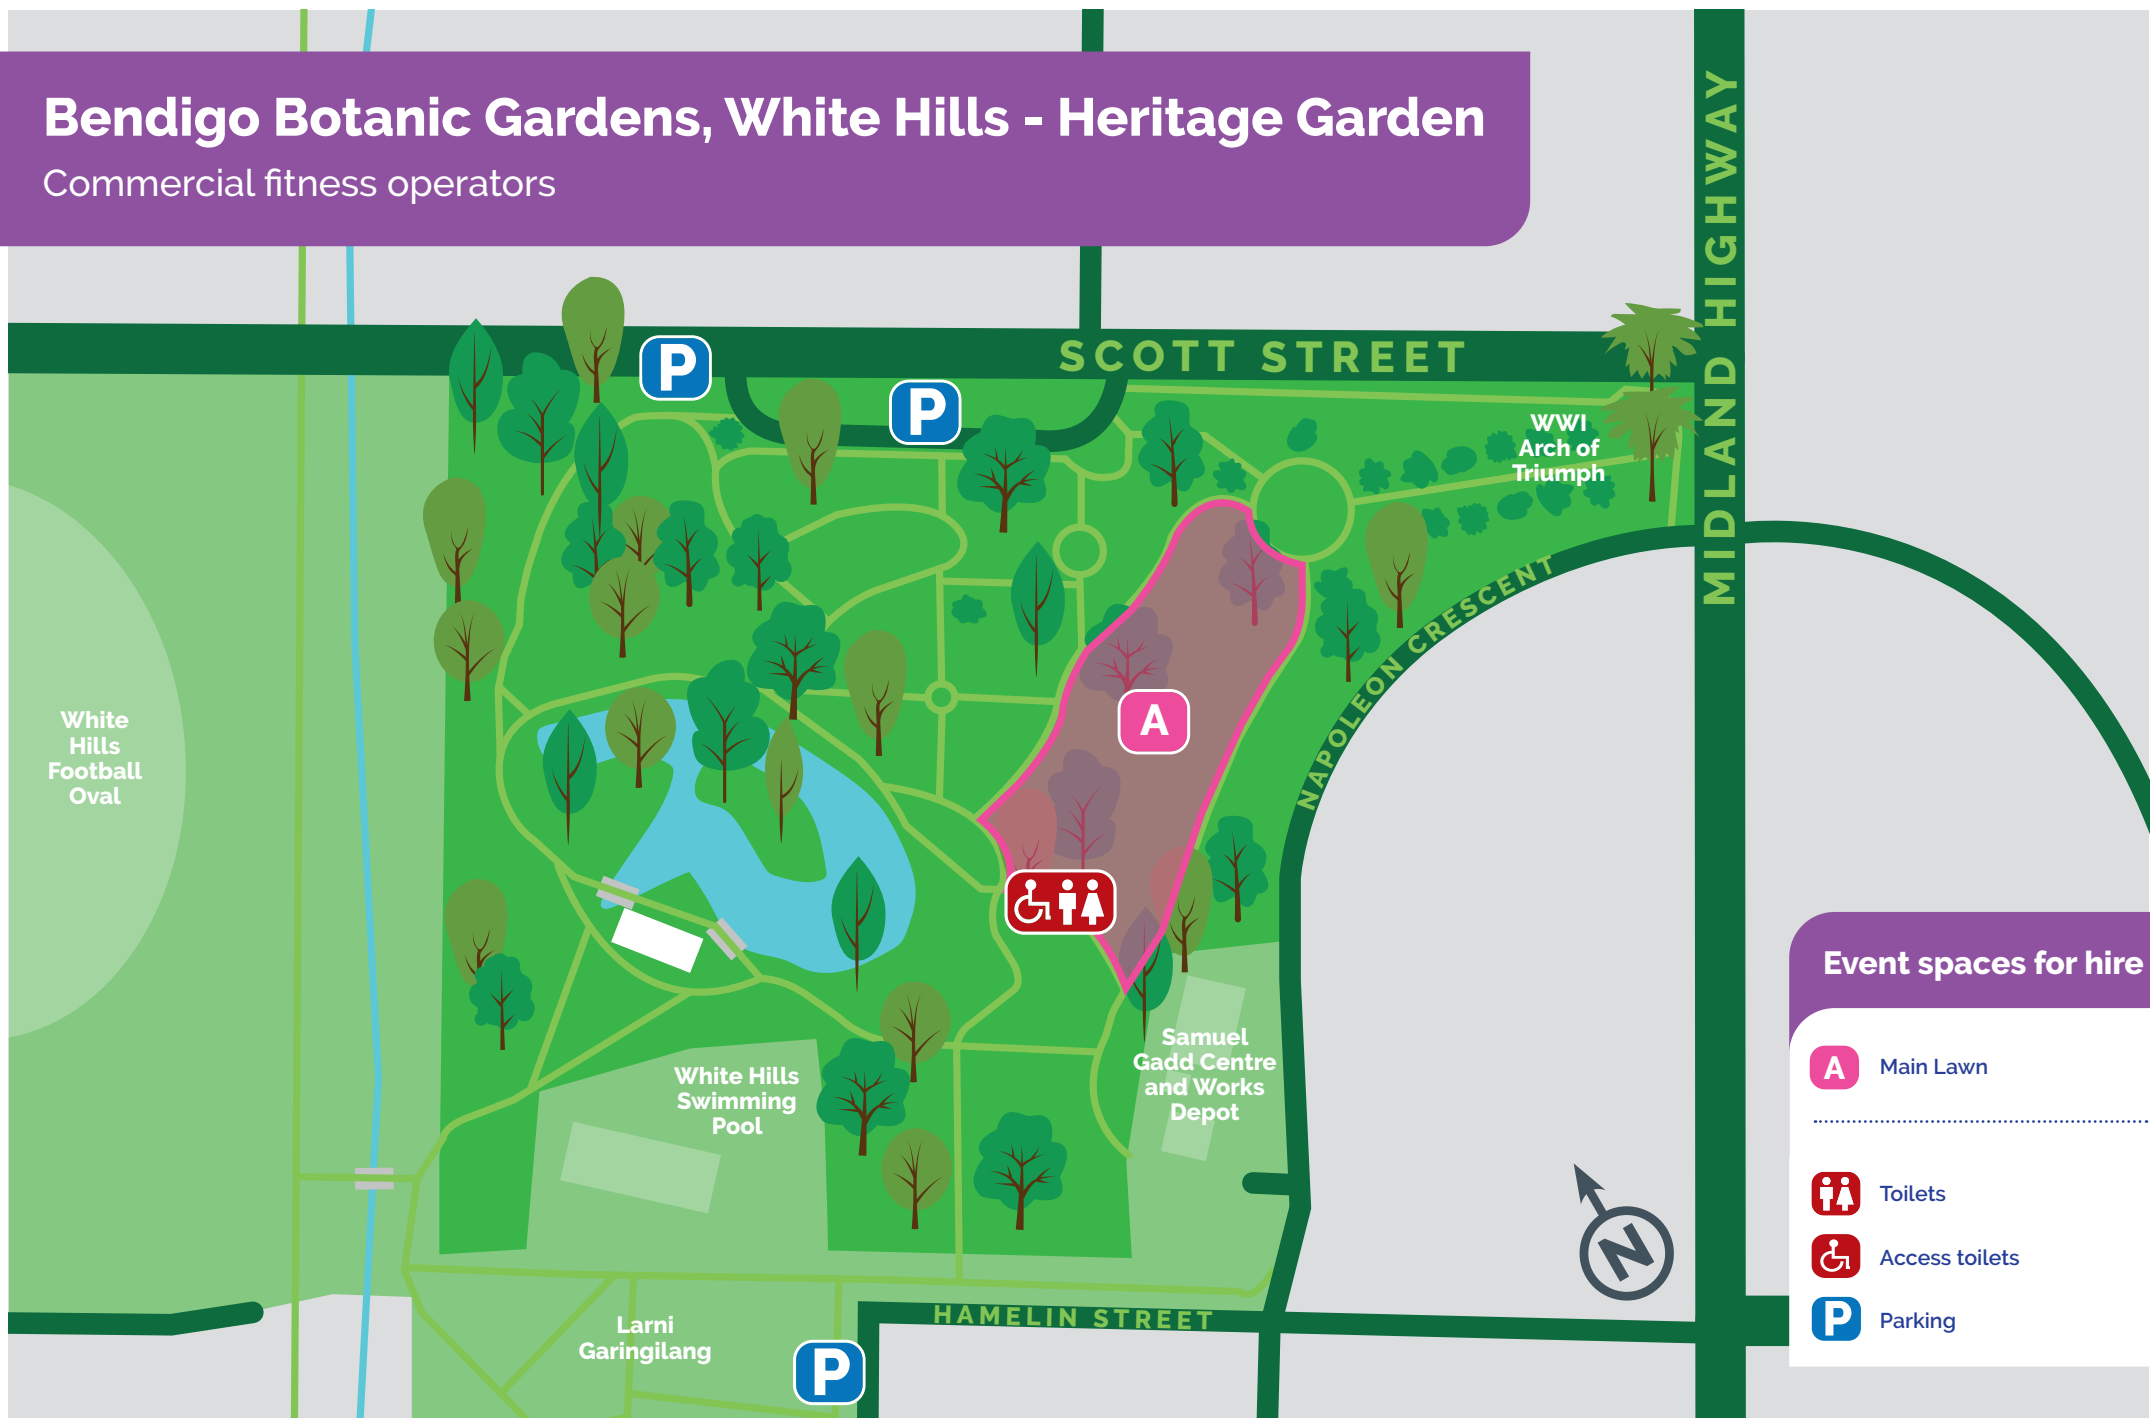 Bendigo Botanic Gardens, White Hills - Heritage Garden
Commercial fitness operators
MIDLAND HIGHWAY
P
SCOTT STREET
P
WWI
Arch of
Triumph
NAPOLEON CRESCENT
White
Hills
Football
Oval
A
Samuel
Gadd Centre
and Works
Depot
White Hills
Swimming
Pool
HAMELIN STREET
Larni
Garingilang
P
N
Event spaces for hire
A Main Lawn
Toilets
Access toilets
P Parking